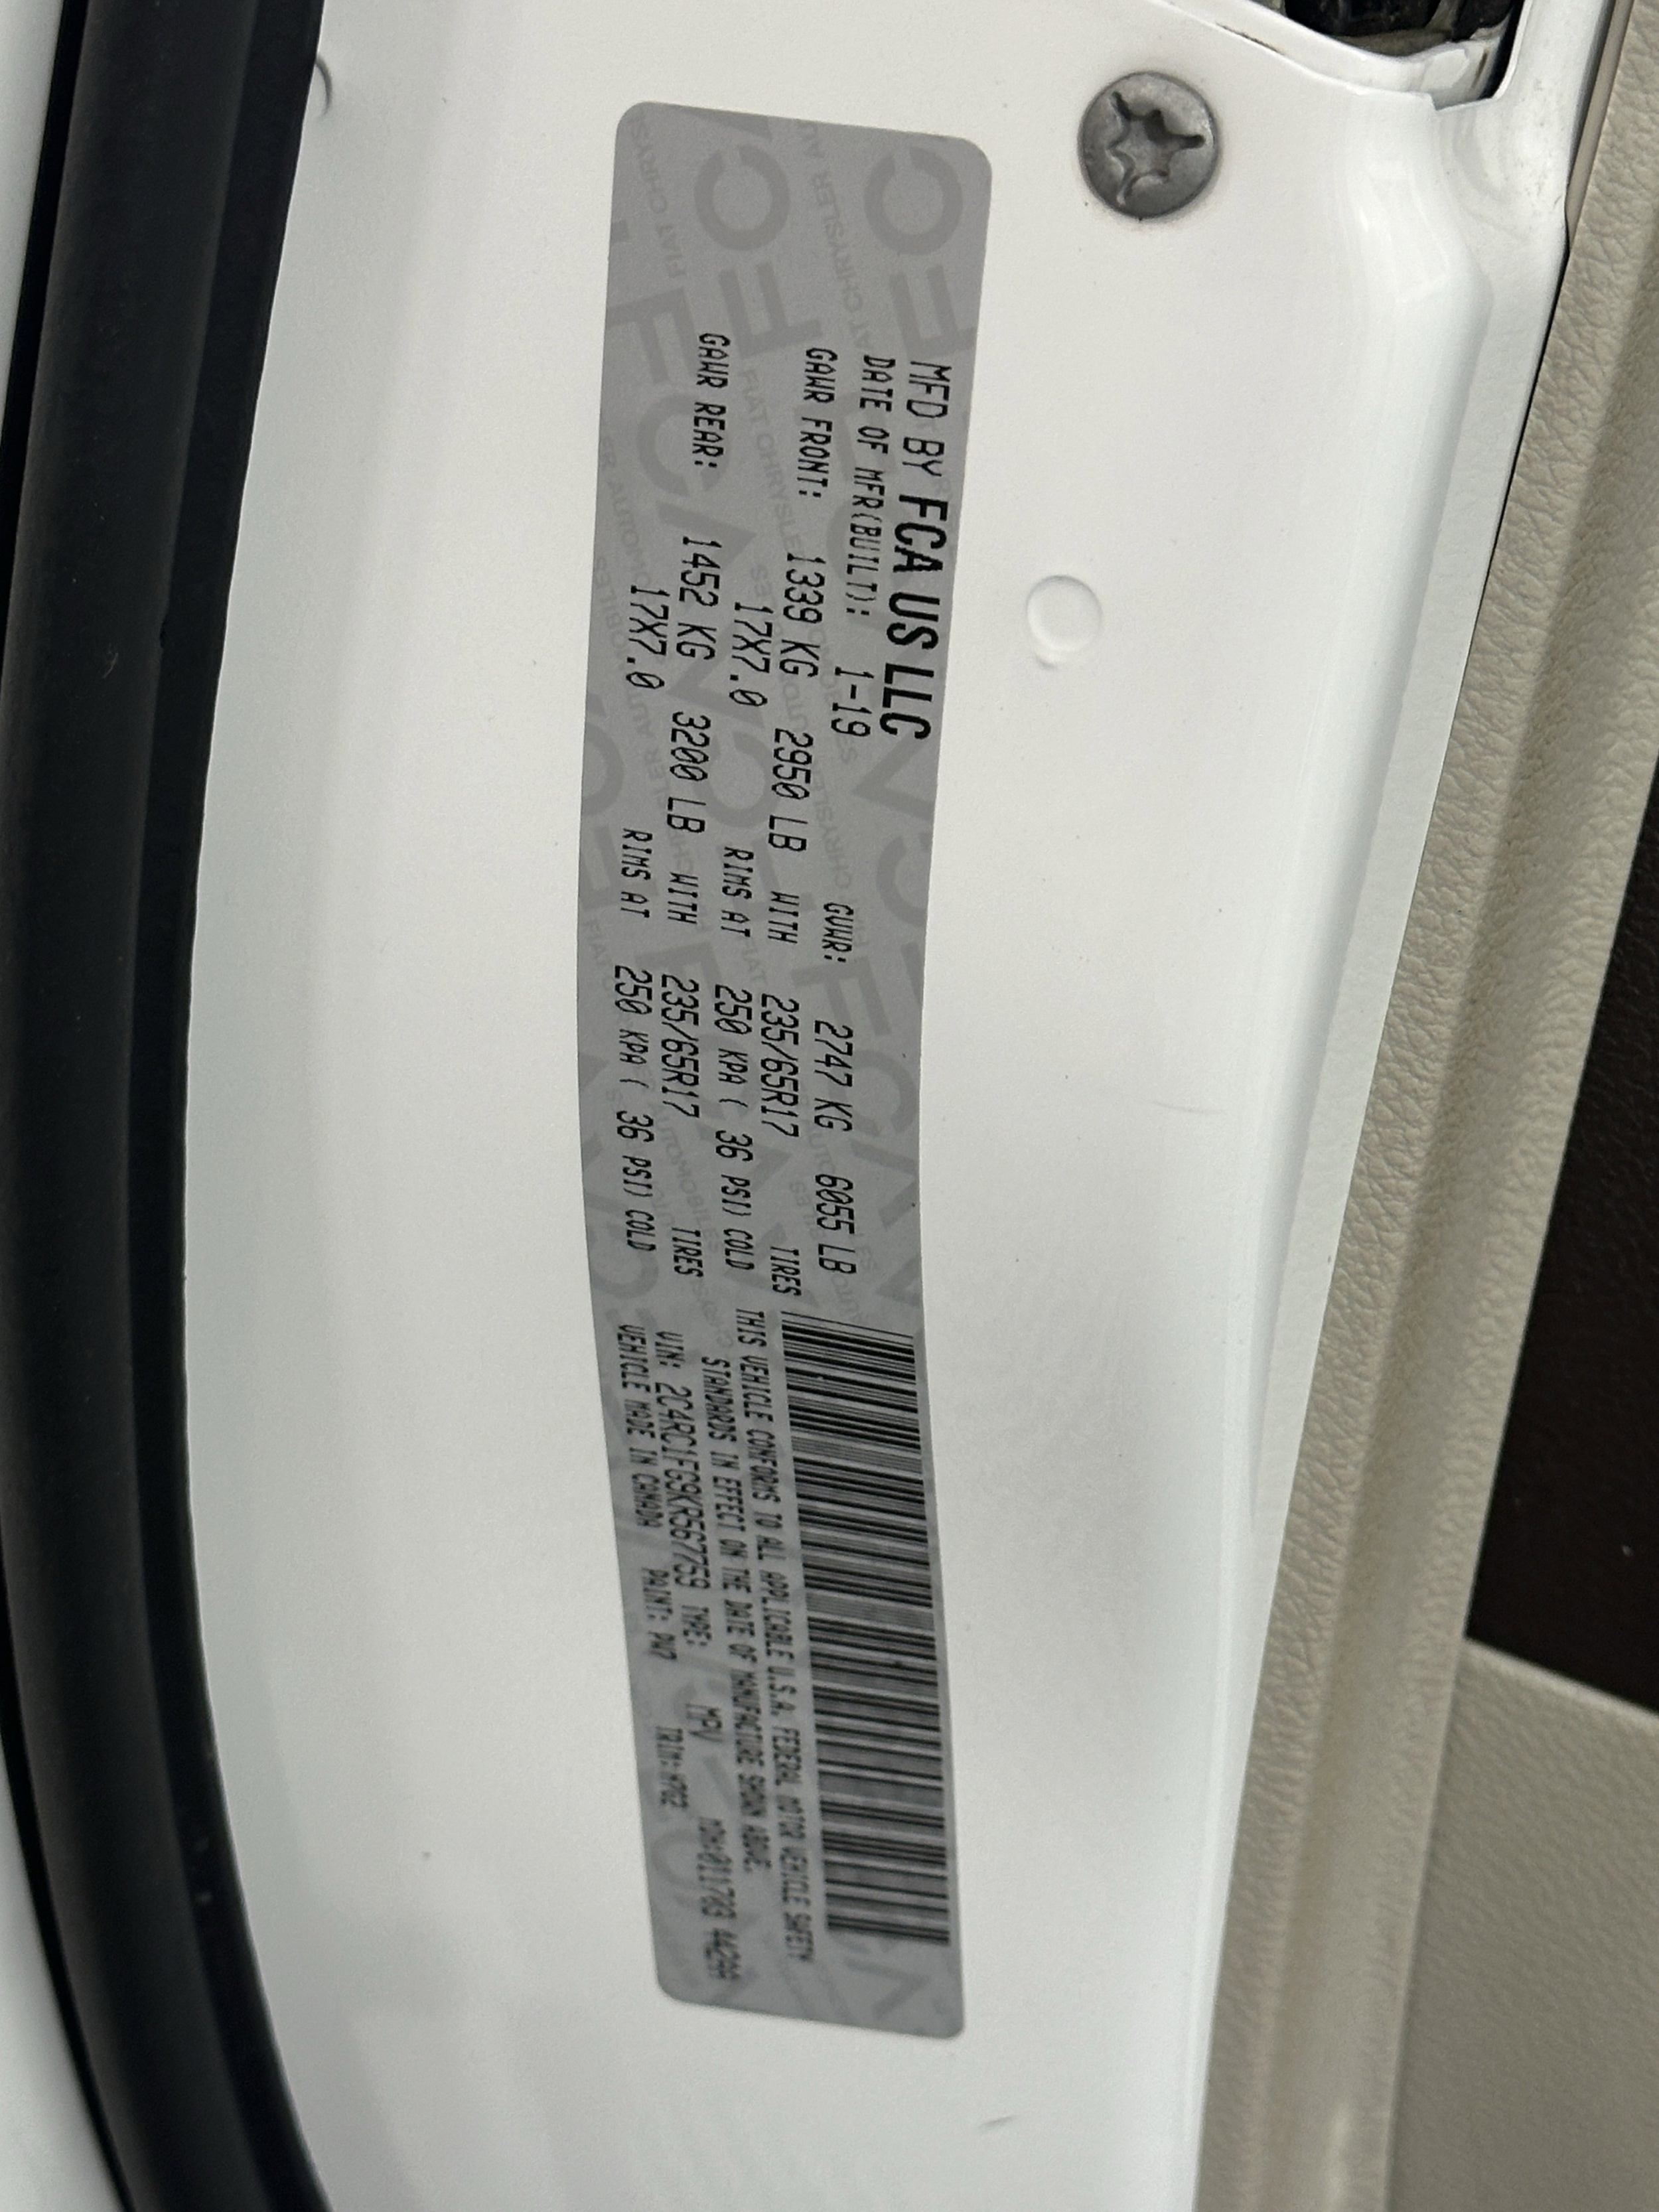 MFD BY FCA US LLC
DATE OF MFR(BUILT): 1-19 GVWR: 2747 KG 6055 LB
GAWR FRONT: 1339 KG 2950 LB WITH 235/65R17 TIRES
17X7.0 RIMS AT 250 KPA ( 36 PSI) COLD
GAWR REAR: 1452 KG 3200 LB WITH 235/65R17 TIRES
17X7.0 RIMS AT 250 KPA ( 36 PSI) COLD
THIS VEHICLE CONFORMS TO ALL APPLICABLE U.S.A. FEDERAL MOTOR VEHICLE SAFETY
STANDARDS IN EFFECT ON THE DATE OF MANUFACTURE SHOWN ABOVE.
VIN: 2C4RC1FG9KR567759 TYPE: MPV MDH:011703 442AA
VEHICLE MADE IN CANADA PAINT: PW7 TRIM: